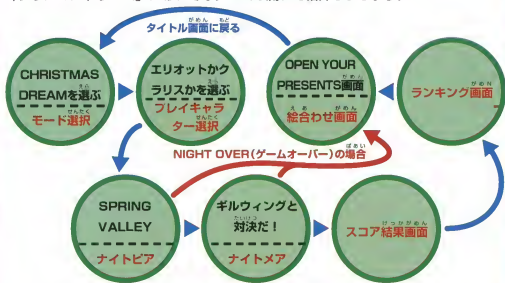 タイトル画面に戻る
CHRISTMAS
DREAMを選ぶ
モード選択
エリオットかク
ラリスかを選ぶ
プレイキャラ
ター選択
OPEN YOUR
PRESENTS画面
絵合わせ画面
ランキング画面
NIGHT OVER(ゲームオーバー)の場合
SPRING
VALLEY
ナイトピア
ギルウィングと
対決だ!
ナイトメア
スコア結果画面